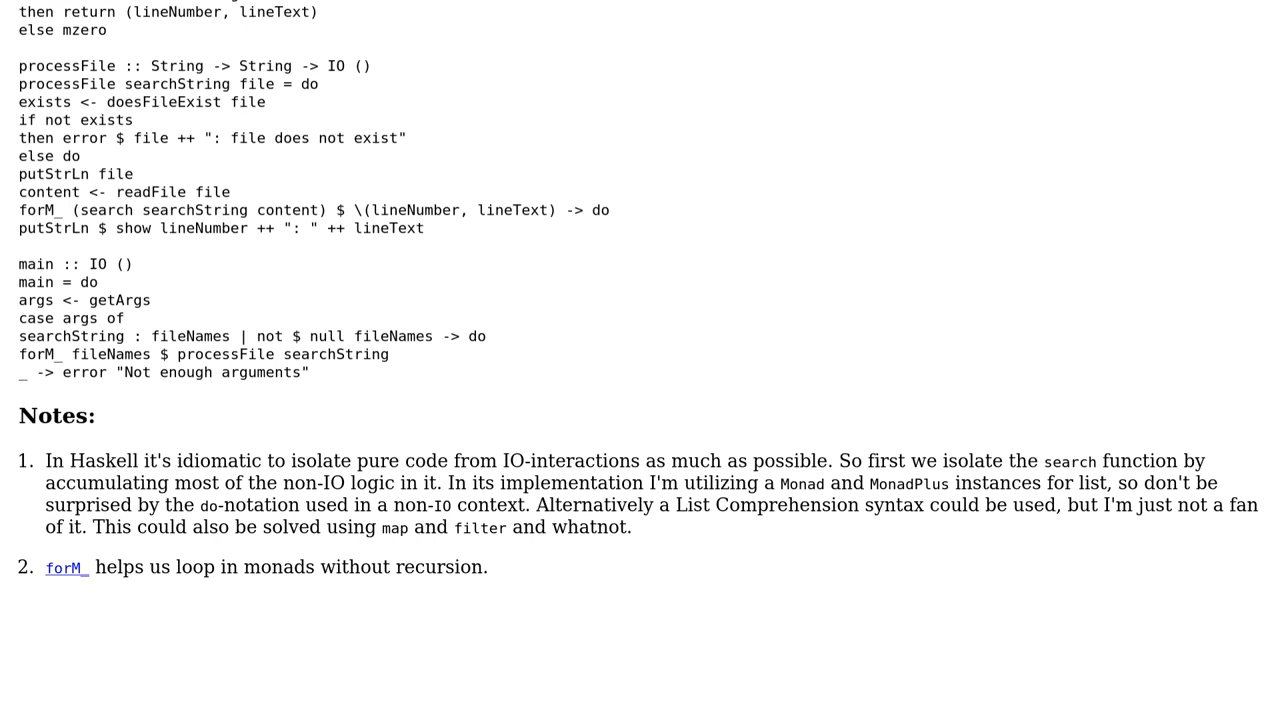 then return (lineNumber, lineText)
else mzero
processFile :: String -> String -> IO ()
processFile searchString file = do
exists <- doesFileExist file
if not exists
then error $ file ++ ": file does not exist"
else do
putStrLn file
content <- readFile file
forM_ (search searchString content) $ \(lineNumber, lineText) -> do
putStrLn $ show lineNumber ++ ": " ++ lineText
main :: IO ()
main = do
args <- getArgs
case args of
searchString : fileNames | not $ null fileNames -> do
forM_ fileNames $ processFile searchString
_ -> error "Not enough arguments"
Notes:
1. In Haskell it's idiomatic to isolate pure code from IO-interactions as much as possible. So first we isolate the search function by
accumulating most of the non-IO logic in it. In its implementation I'm utilizing a Monad and MonadPlus instances for list, so don't be
surprised by the do-notation used in a non-IO context. Alternatively a List Comprehension syntax could be used, but I'm just not a fan
of it. This could also be solved using map and filter and whatnot.
2. forM_ helps us loop in monads without recursion.